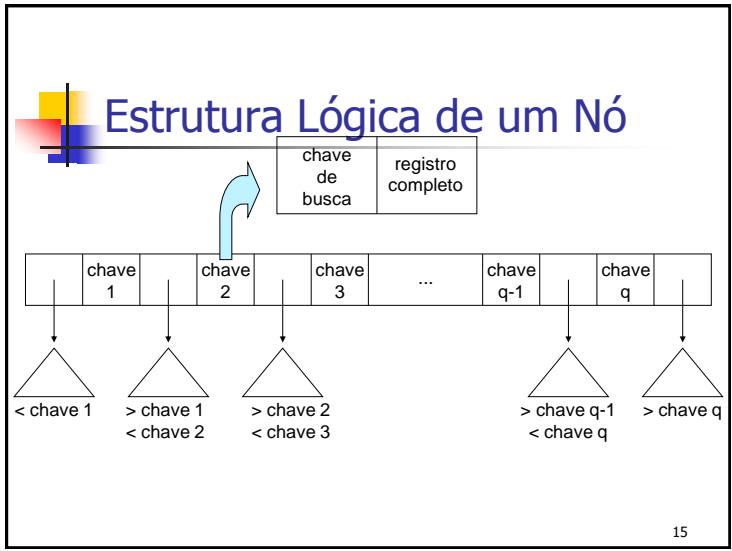 Estrutura Lógica de um Nó
chave
de
busca
registro
completo
chave
1
chave
2
chave
3
...
chave
q-1
chave
q
< chave 1
> chave 1
< chave 2
> chave 2
< chave 3
> chave q-1
< chave q
> chave q
15